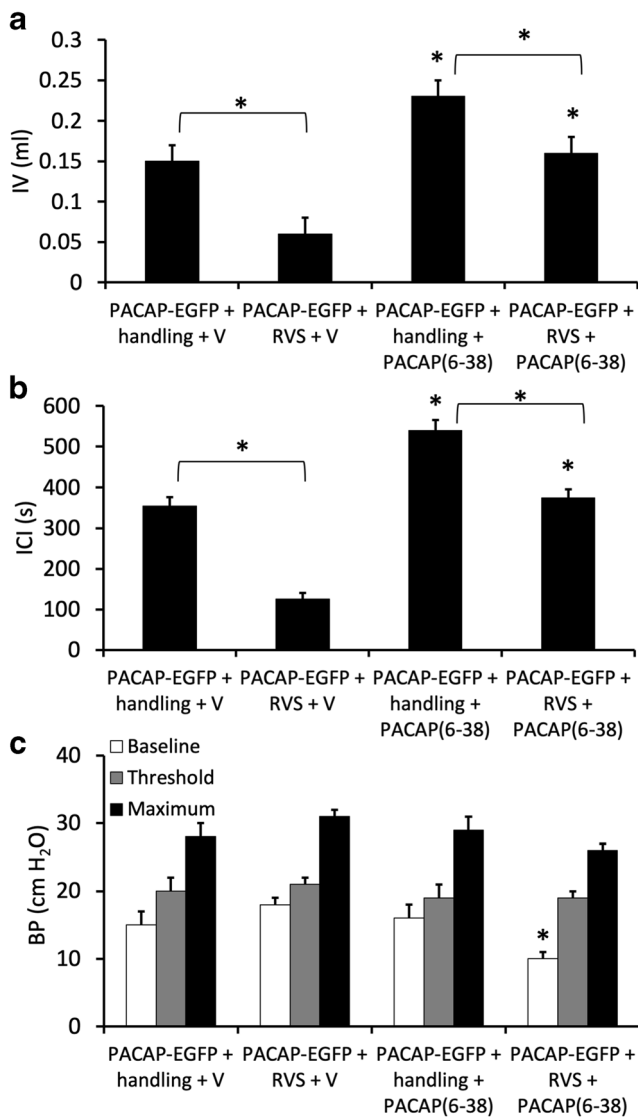 a
IV (ml)
0.3
0.25
0.2
0.15
0.1
0.05
0
*
*
*
*
PACAP-EGFP + handling + V
PACAP-EGFP + RVS + V
PACAP-EGFP + handling + PACAP(6-38)
PACAP-EGFP + RVS + PACAP(6-38)
b
ICI (s)
600
500
400
300
200
100
0
*
*
*
*
PACAP-EGFP + handling + V
PACAP-EGFP + RVS + V
PACAP-EGFP + handling + PACAP(6-38)
PACAP-EGFP + RVS + PACAP(6-38)
c
BP (cm H₂O)
40
30
20
10
0
Baseline
Threshold
Maximum
*
PACAP-EGFP + handling + V
PACAP-EGFP + RVS + V
PACAP-EGFP + handling + PACAP(6-38)
PACAP-EGFP + RVS + PACAP(6-38)